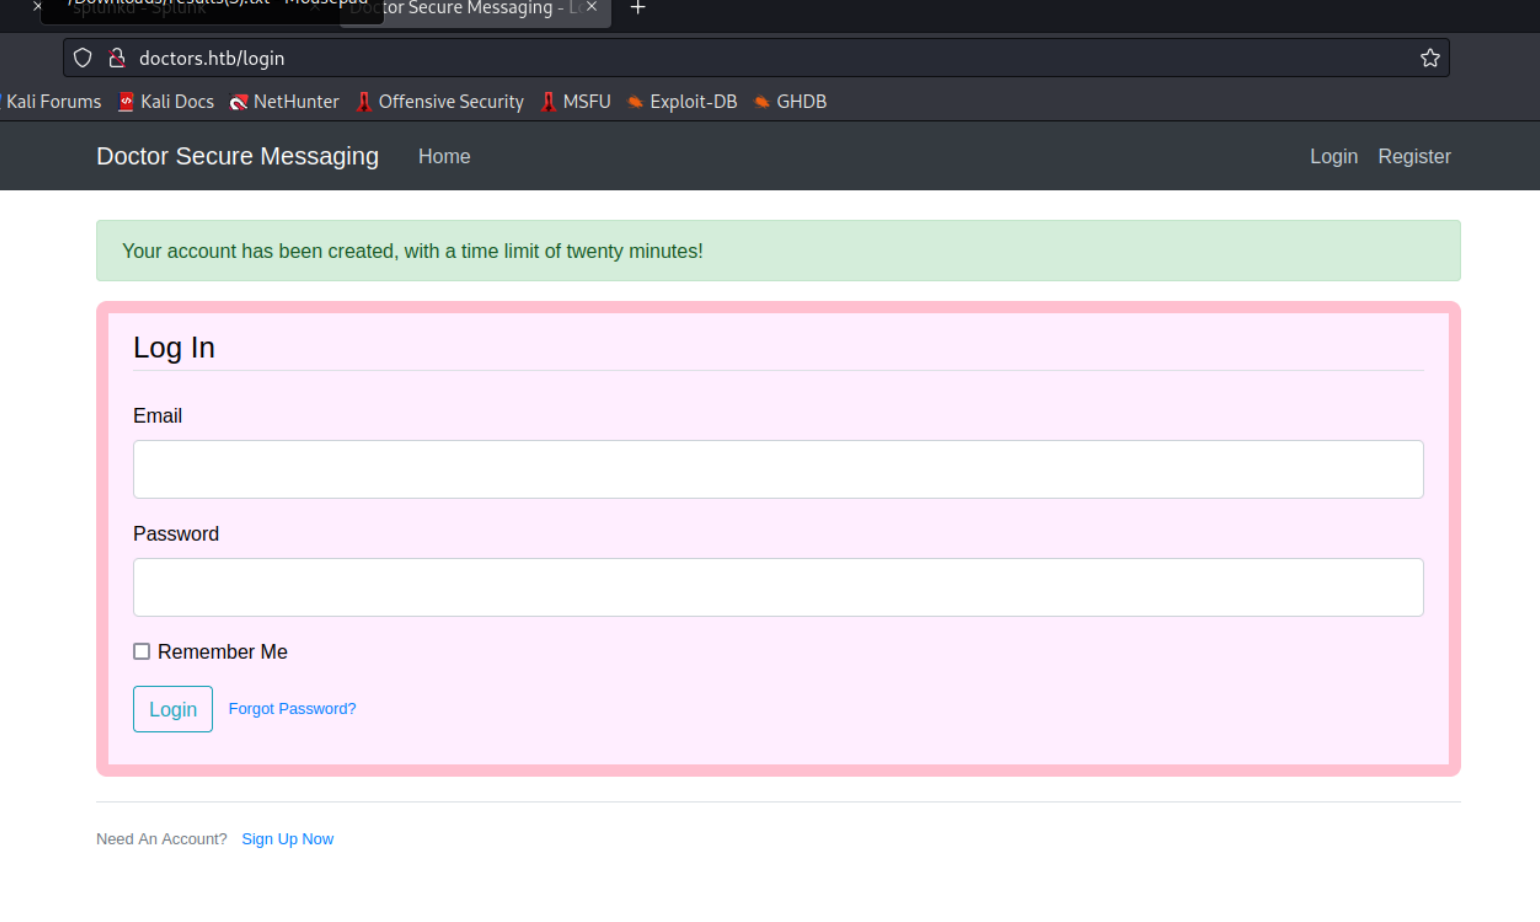 /Downloads/results(3).txt - Mousepad
splunkd - Splunk
Doctor Secure Messaging - Lo
doctors.htb/login
Kali Forums Kali Docs NetHunter Offensive Security MSFU Exploit-DB GHDB
Doctor Secure Messaging Home Login Register
Your account has been created, with a time limit of twenty minutes!
Log In
Email
Password
Remember Me
Login Forgot Password?
Need An Account? Sign Up Now